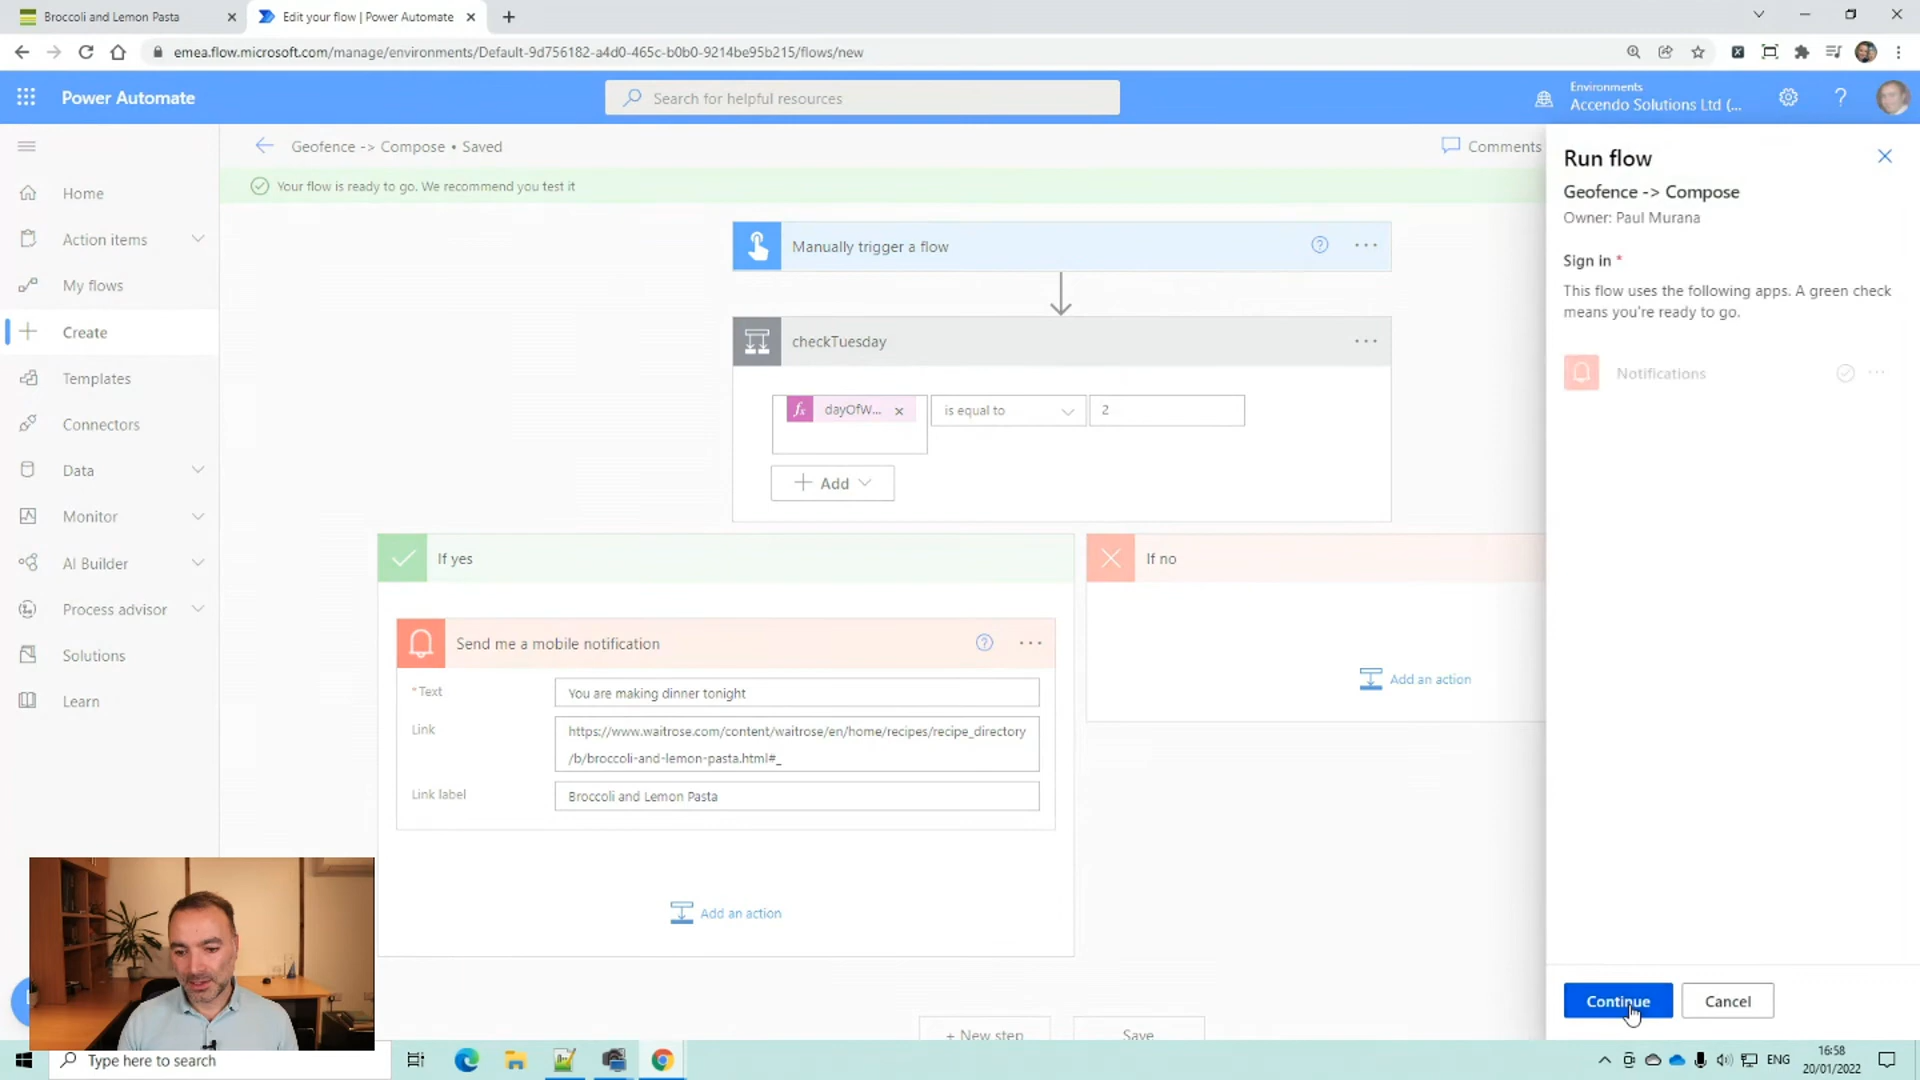 Broccoli and Lemon Pasta
Edit your flow | Power Automate
emea.flow.microsoft.com/manage/environments/Default-9d756182-a4d0-465c-b0b0-9214be95b215/flows/new
Power Automate
Search for helpful resources
Environments
Accendo Solutions Ltd (...
Geofence -> Compose • Saved
Comments
Your flow is ready to go. We recommend you test it
Home
Action items
My flows
Create
Templates
Connectors
Data
Monitor
AI Builder
Process advisor
Solutions
Learn
Manually trigger a flow
checkTuesday
fx
dayOfW...
is equal to
2
Add
If yes
If no
Send me a mobile notification
* Text
You are making dinner tonight
Link
https://www.waitrose.com/content/waitrose/en/home/recipes/recipe_directory
/b/broccoli-and-lemon-pasta.html#_
Link label
Broccoli and Lemon Pasta
Add an action
Add an action
+ New step
Save
Run flow
Geofence -> Compose
Owner: Paul Murana
Sign in *
This flow uses the following apps. A green check
means you're ready to go.
Notifications
Continue
Cancel
Type here to search
ENG
16:58
20/01/2022